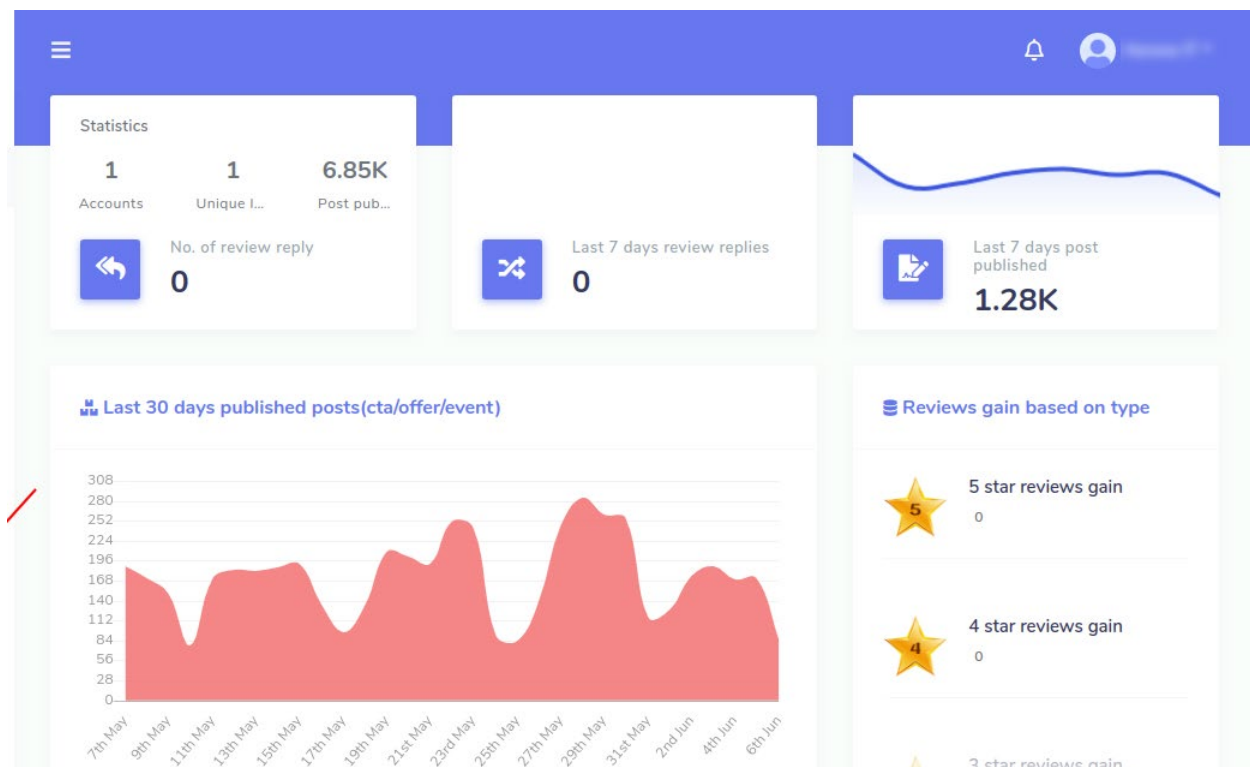 Statistics
1
1
6.85K
Accounts
Unique I...
Post pub...
No. of review reply
0
Last 7 days review replies
0
Last 7 days post
published
1.28K
Last 30 days published posts(cta/offer/event)
308
280
252
224
196
168
140
112
84
56
28
0
7th May
9th May
11th May
13th May
15th May
17th May
19th May
21st May
23rd May
25th May
27th May
29th May
31st May
2nd Jun
4th Jun
6th Jun
Reviews gain based on type
5
5 star reviews gain
0
4
4 star reviews gain
0
3 star reviews gain